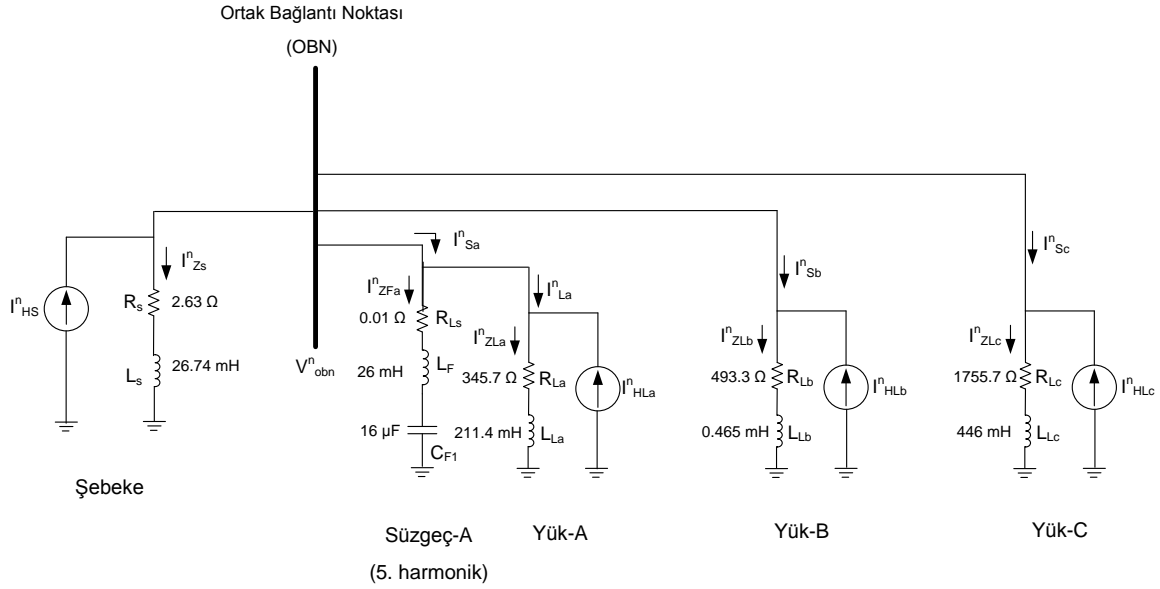 Ortak Bağlantı Noktası
(OBN)
I^n_Sa
I^n_Sc
I^n_Sb
I^n_Zs
I^n_ZFa
I^n_La
I^n_HS
R_s 2.63 Ω
0.01 Ω R_Ls
I^n_ZLa
I^n_ZLb
I^n_ZLc
V^n_obn
L_s 26.74 mH
26 mH L_F
345.7 Ω R_La
I^n_HLa
493.3 Ω R_Lb
I^n_HLb
1755.7 Ω R_Lc
I^n_HLc
16 µF
C_F1
211.4 mH L_La
0.465 mH L_Lb
446 mH L_Lc
Şebeke
Süzgeç-A
(5. harmonik)
Yük-A
Yük-B
Yük-C